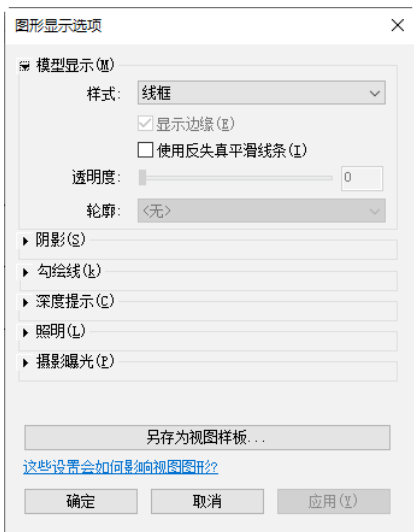 图形显示选项
模型显示(M)
样式: 线框
显示边缘(E)
使用反失真平滑线条(I)
透明度: 0
轮廓: <无>
阴影(S)
勾绘线(k)
深度提示(C)
照明(L)
摄影曝光(P)
另存为视图样板...
这些设置会如何影响视图图形?
确定 取消 应用(Y)